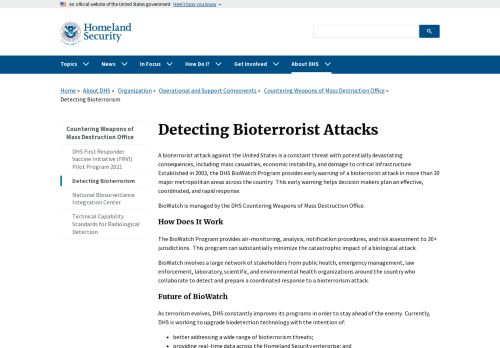 An official website of the United States government Here's how you know
Homeland
Security
Topics News In Focus How Do I? Get Involved About DHS
Home » About DHS » Organization » Operational and Support Components » Countering Weapons of Mass Destruction Office »
Detecting Bioterrorism
Countering Weapons of
Mass Destruction Office
DHS First Responder
Vaccine Initiative (FRVI)
Pilot Program 2021
Detecting Bioterrorism
National Biosurveillance
Integration Center
Technical Capability
Standards for Radiological
Detection
Detecting Bioterrorist Attacks
A bioterrorist attack against the United States is a constant threat with potentially devastating
consequences, including mass casualties, economic instability, and damage to critical infrastructure.
Established in 2003, the DHS BioWatch Program provides early warning of a bioterrorist attack in more than 30
major metropolitan areas across the country. This early warning helps decision makers plan an effective,
coordinated, and rapid response.
BioWatch is managed by the DHS Countering Weapons of Mass Destruction Office.
How Does It Work
The BioWatch Program provides air-monitoring, analysis, notification procedures, and risk assessment to 30+
jurisdictions. This program can substantially minimize the catastrophic impact of a biological attack.
BioWatch involves a large network of stakeholders from public health, emergency management, law
enforcement, laboratory, scientific, and environmental health organizations around the country who
collaborate to detect and prepare a coordinated response to a bioterrorism attack.
Future of BioWatch
As terrorism evolves, DHS constantly improves its programs in order to stay ahead of the enemy. Currently,
DHS is working to upgrade biodetection technology with the intention of:
• better addressing a wide range of bioterrorism threats;
• providing real-time data across the Homeland Security enterprise; and